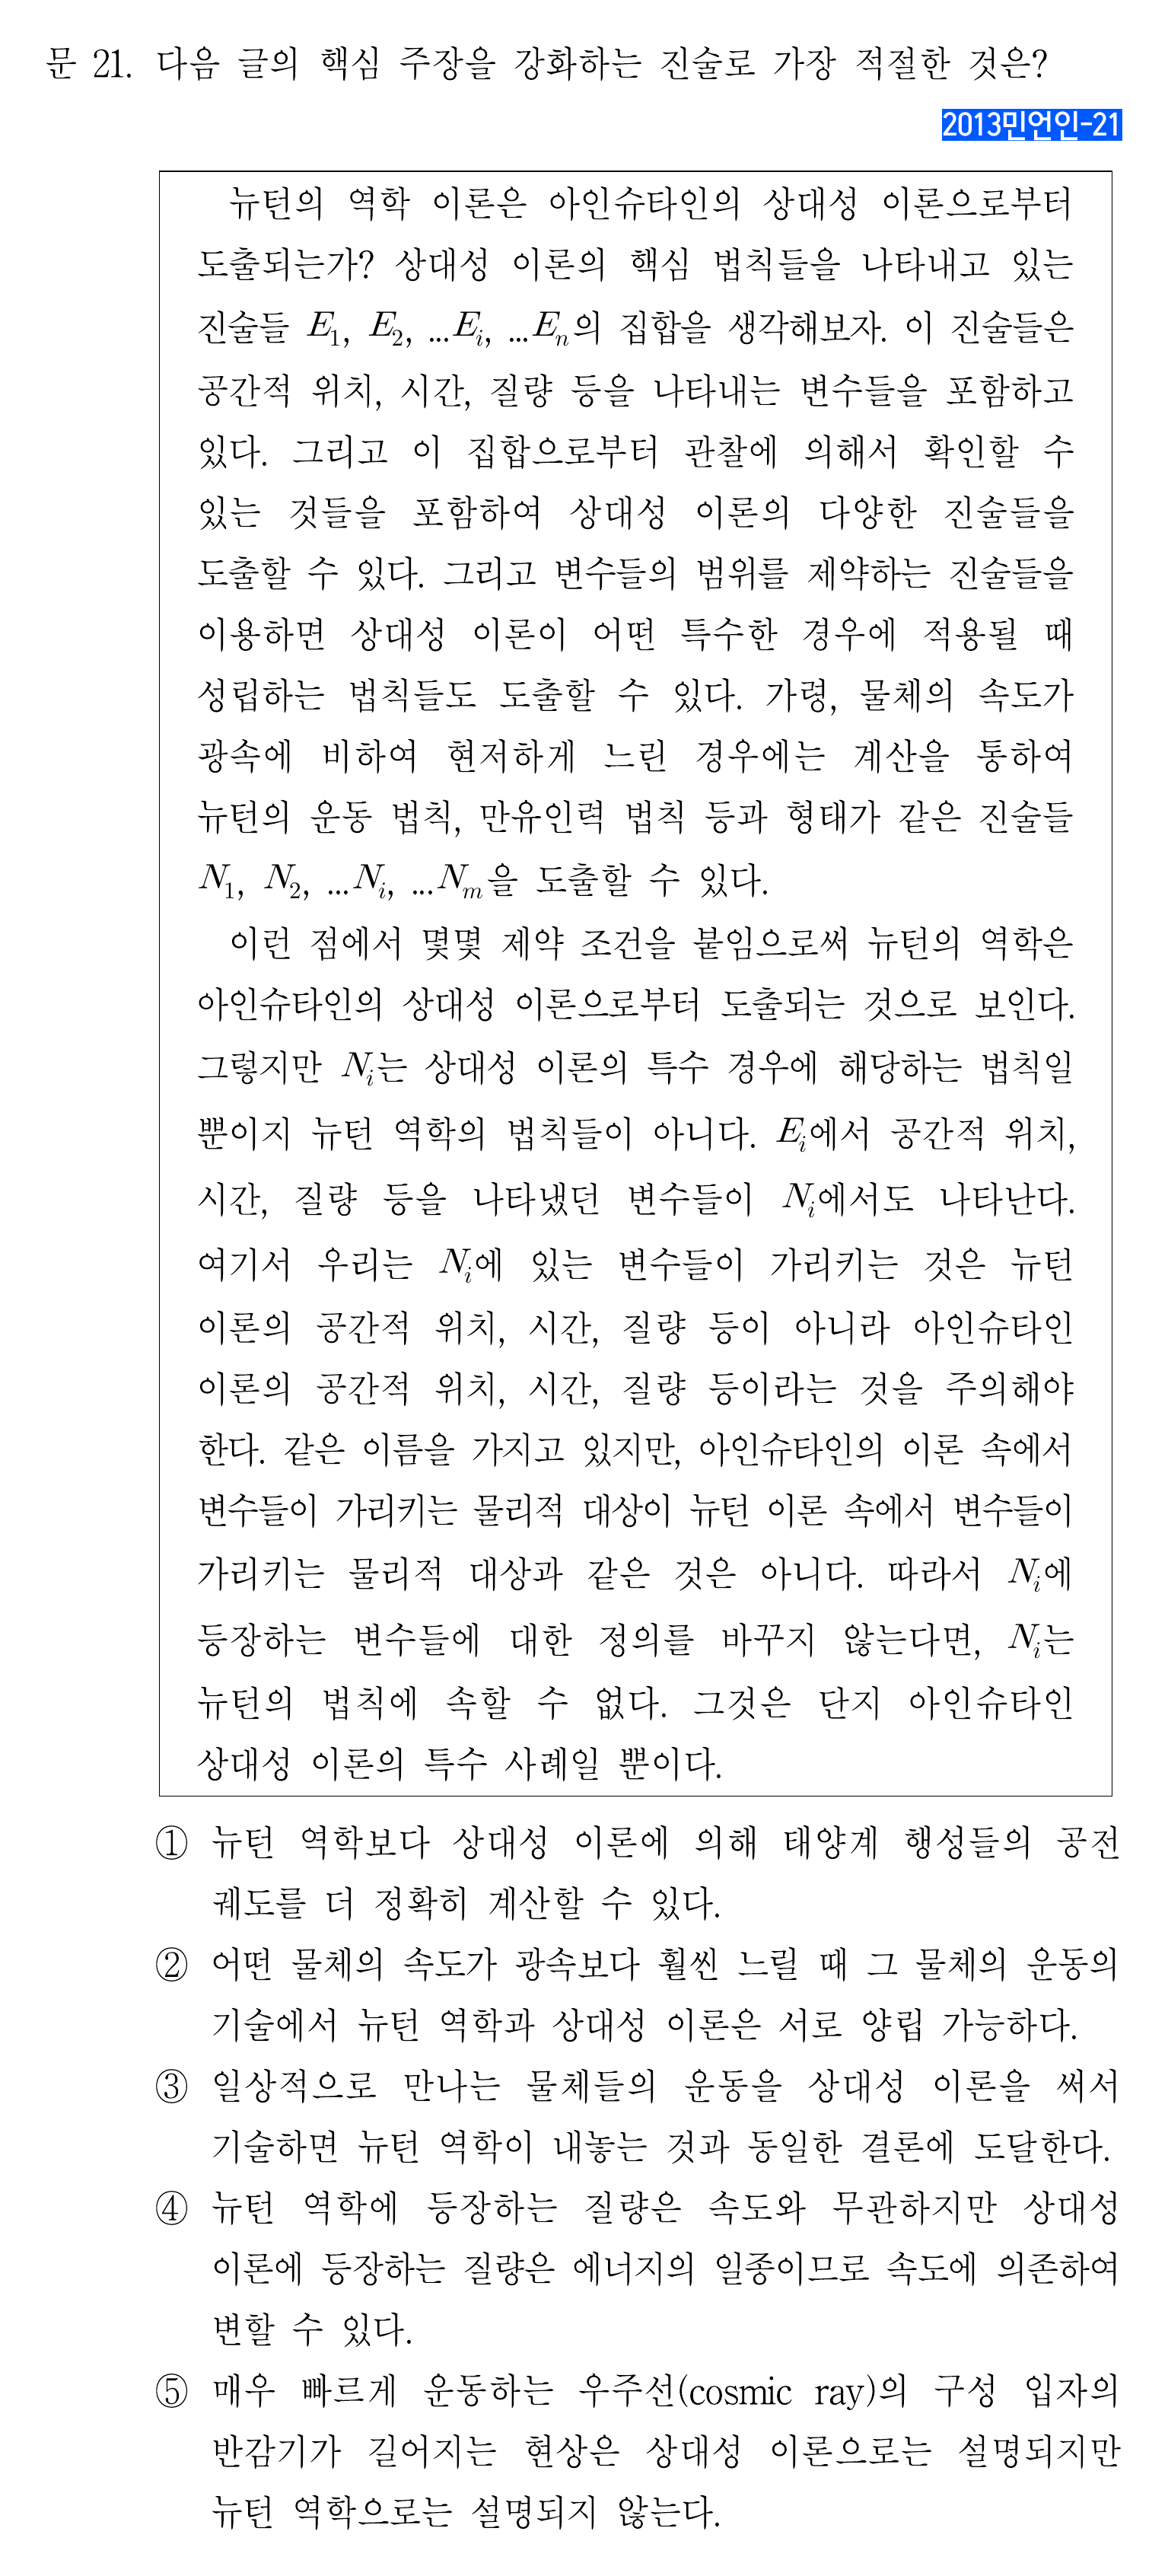 문 21. 다음 글의 핵심 주장을 강화하는 진술로 가장 적절한 것은?
2013민언인-21
뉴턴의 역학 이론은 아인슈타인의 상대성 이론으로부터
도출되는가? 상대성 이론의 핵심 법칙들을 나타내고 있는
진술들 E₁, E₂, …Eᵢ, …Eₙ의 집합을 생각해보자. 이 진술들은
공간적 위치, 시간, 질량 등을 나타내는 변수들을 포함하고
있다. 그리고 이 집합으로부터 관찰에 의해서 확인할 수
있는 것들을 포함하여 상대성 이론의 다양한 진술들을
도출할 수 있다. 그리고 변수들의 범위를 제약하는 진술들을
이용하면 상대성 이론이 어떤 특수한 경우에 적용될 때
성립하는 법칙들도 도출할 수 있다. 가령, 물체의 속도가
광속에 비하여 현저하게 느린 경우에는 계산을 통하여
뉴턴의 운동 법칙, 만유인력 법칙 등과 형태가 같은 진술들
N₁, N₂, …Nᵢ, …Nₘ을 도출할 수 있다.
이런 점에서 몇몇 제약 조건을 붙임으로써 뉴턴의 역학은
아인슈타인의 상대성 이론으로부터 도출되는 것으로 보인다.
그렇지만 Nᵢ는 상대성 이론의 특수 경우에 해당하는 법칙일
뿐이지 뉴턴 역학의 법칙들이 아니다. Eᵢ에서 공간적 위치,
시간, 질량 등을 나타냈던 변수들이 Nᵢ에서도 나타난다.
여기서 우리는 Nᵢ에 있는 변수들이 가리키는 것은 뉴턴
이론의 공간적 위치, 시간, 질량 등이 아니라 아인슈타인
이론의 공간적 위치, 시간, 질량 등이라는 것을 주의해야
한다. 같은 이름을 가지고 있지만, 아인슈타인의 이론 속에서
변수들이 가리키는 물리적 대상이 뉴턴 이론 속에서 변수들이
가리키는 물리적 대상과 같은 것은 아니다. 따라서 Nᵢ에
등장하는 변수들에 대한 정의를 바꾸지 않는다면, Nᵢ는
뉴턴의 법칙에 속할 수 없다. 그것은 단지 아인슈타인
상대성 이론의 특수 사례일 뿐이다.
① 뉴턴 역학보다 상대성 이론에 의해 태양계 행성들의 공전
궤도를 더 정확히 계산할 수 있다.
② 어떤 물체의 속도가 광속보다 훨씬 느릴 때 그 물체의 운동의
기술에서 뉴턴 역학과 상대성 이론은 서로 양립 가능하다.
③ 일상적으로 만나는 물체들의 운동을 상대성 이론을 써서
기술하면 뉴턴 역학이 내놓는 것과 동일한 결론에 도달한다.
④ 뉴턴 역학에 등장하는 질량은 속도와 무관하지만 상대성
이론에 등장하는 질량은 에너지의 일종이므로 속도에 의존하여
변할 수 있다.
⑤ 매우 빠르게 운동하는 우주선(cosmic ray)의 구성 입자의
반감기가 길어지는 현상은 상대성 이론으로는 설명되지만
뉴턴 역학으로는 설명되지 않는다.